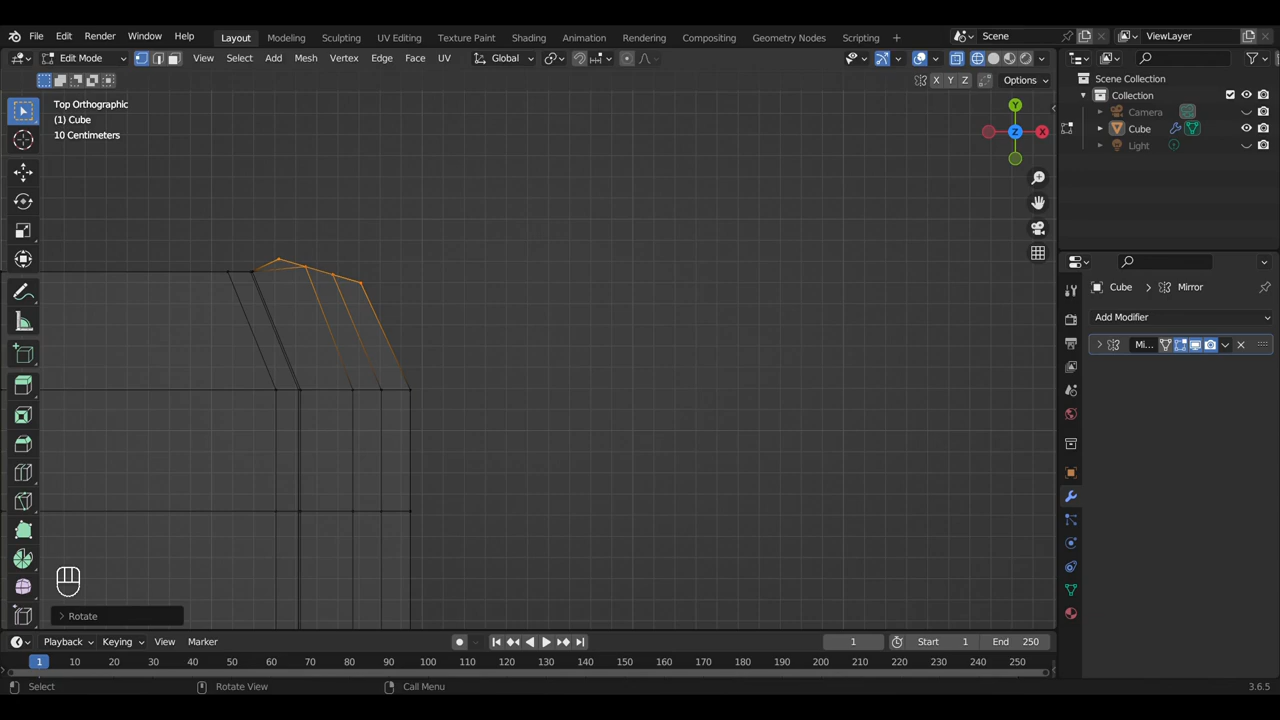 File Edit Render Window Help Layout Modeling Sculpting UV Editing Texture Paint Shading Animation Rendering Compositing Geometry Nodes Scripting + Scene ViewLayer
Edit Mode View Select Add Mesh Vertex Edge Face UV Global
X Y Z Options
Scene Collection
Collection
Camera
Cube
Light
Top Orthographic
(1) Cube
10 Centimeters
Y
Z
X
Cube > Mirror
Add Modifier
Mi...
> Rotate
Playback Keying View Marker 1 Start 1 End 250
1 10 20 30 40 50 60 70 80 90 100 110 120 130 140 150 160 170 180 190 200 210 220 230 240 250
Select Rotate View Call Menu 3.6.5